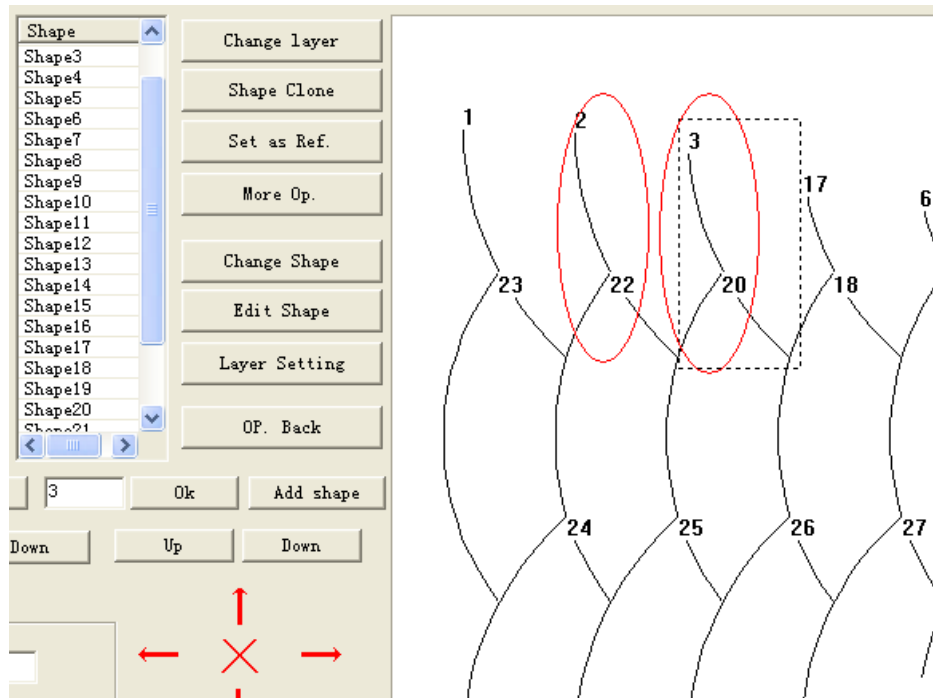 Shape
Shape3
Shape4
Shape5
Shape6
Shape7
Shape8
Shape9
Shape10
Shape11
Shape12
Shape13
Shape14
Shape15
Shape16
Shape17
Shape18
Shape19
Shape20
Shape21
Change layer
Shape Clone
Set as Ref.
More Op.
Change Shape
Edit Shape
Layer Setting
OP. Back
3 Ok Add shape
Down Up Down
1 2 3 17 6
23 22 20 18
24 25 26 27